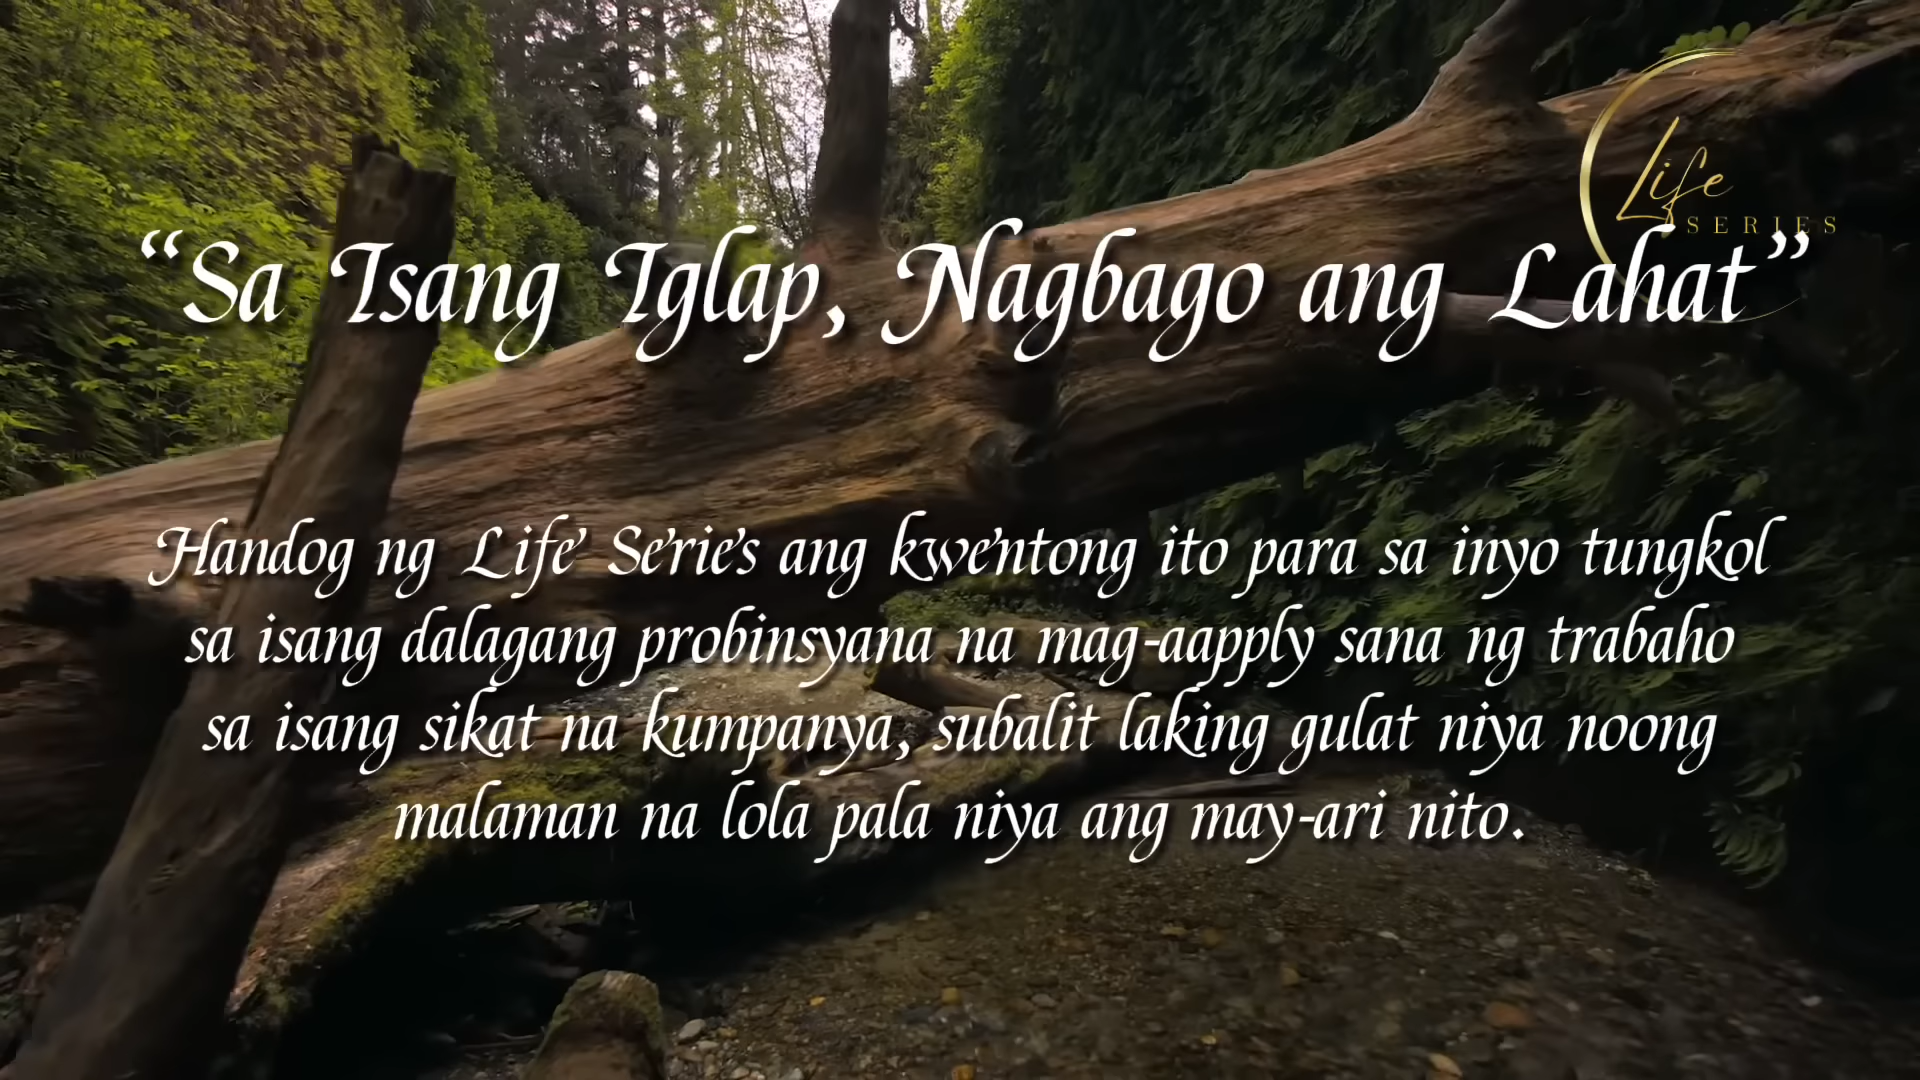 Life
SERIES
“Sa Isang Iglap, Nagbago ang Lahat”
Handog ng Life Series ang kwentong ito para sa inyo tungkol
sa isang dalagang probinsyana na mag-aapply sana ng trabaho
sa isang sikat na kumpanya, subalit laking gulat niya noong
malaman na lola pala niya ang may-ari nito.